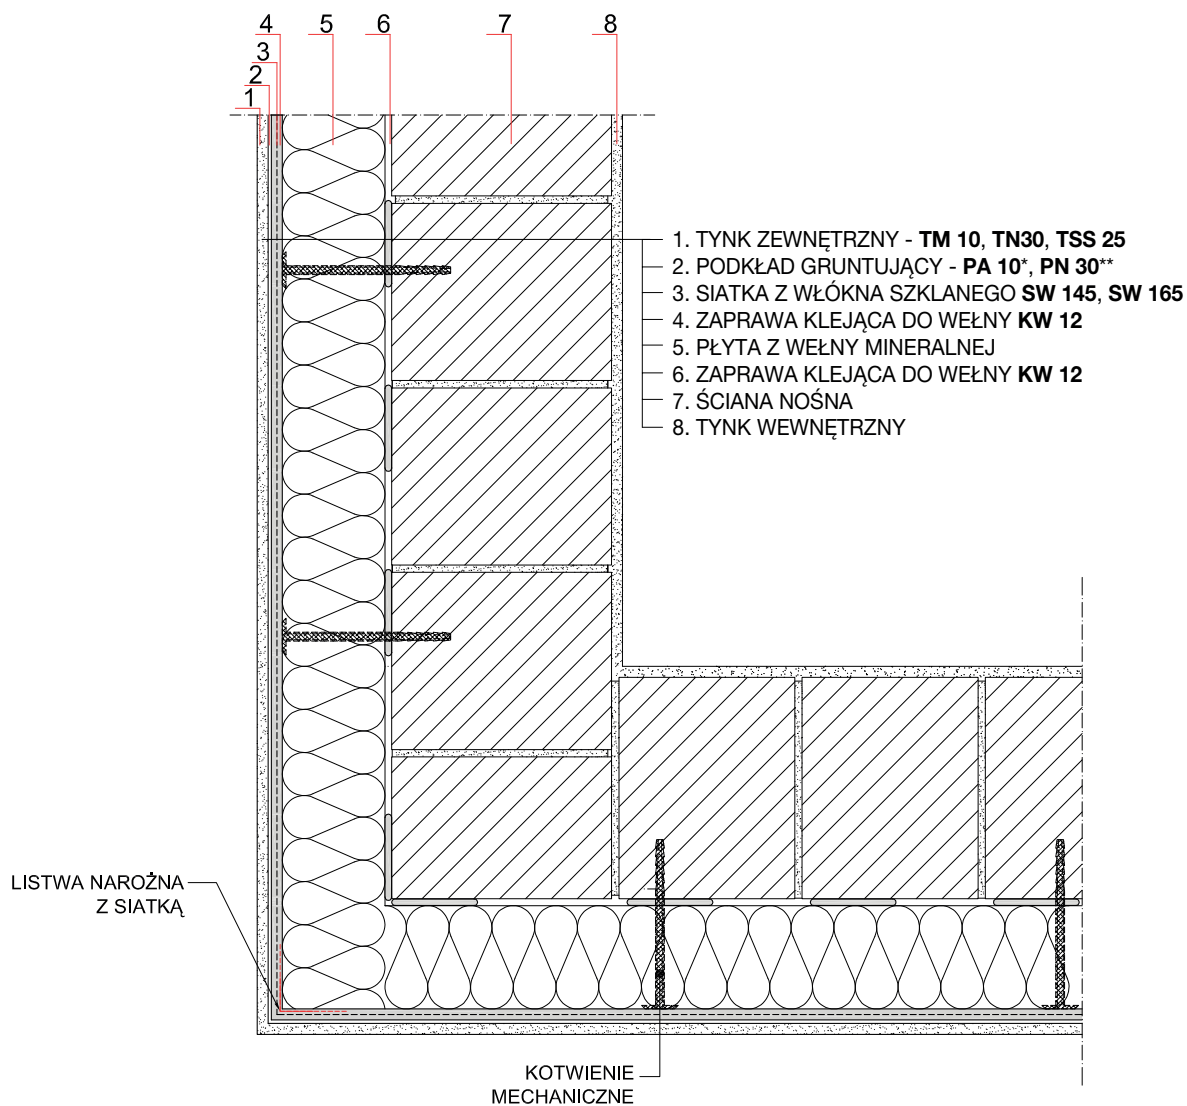 4 5 6 7 8
3
2
1
1. TYNK ZEWNĘTRZNY - TM 10, TN30, TSS 25
2. PODKŁAD GRUNTUJĄCY - PA 10*, PN 30**
3. SIATKA Z WŁÓKNA SZKLANEGO SW 145, SW 165
4. ZAPRAWA KLEJĄCA DO WEŁNY KW 12
5. PŁYTA Z WEŁNY MINERALNEJ
6. ZAPRAWA KLEJĄCA DO WEŁNY KW 12
7. ŚCIANA NOŚNA
8. TYNK WEWNĘTRZNY
LISTWA NAROŻNA
Z SIATKĄ
KOTWIENIE
MECHANICZNE